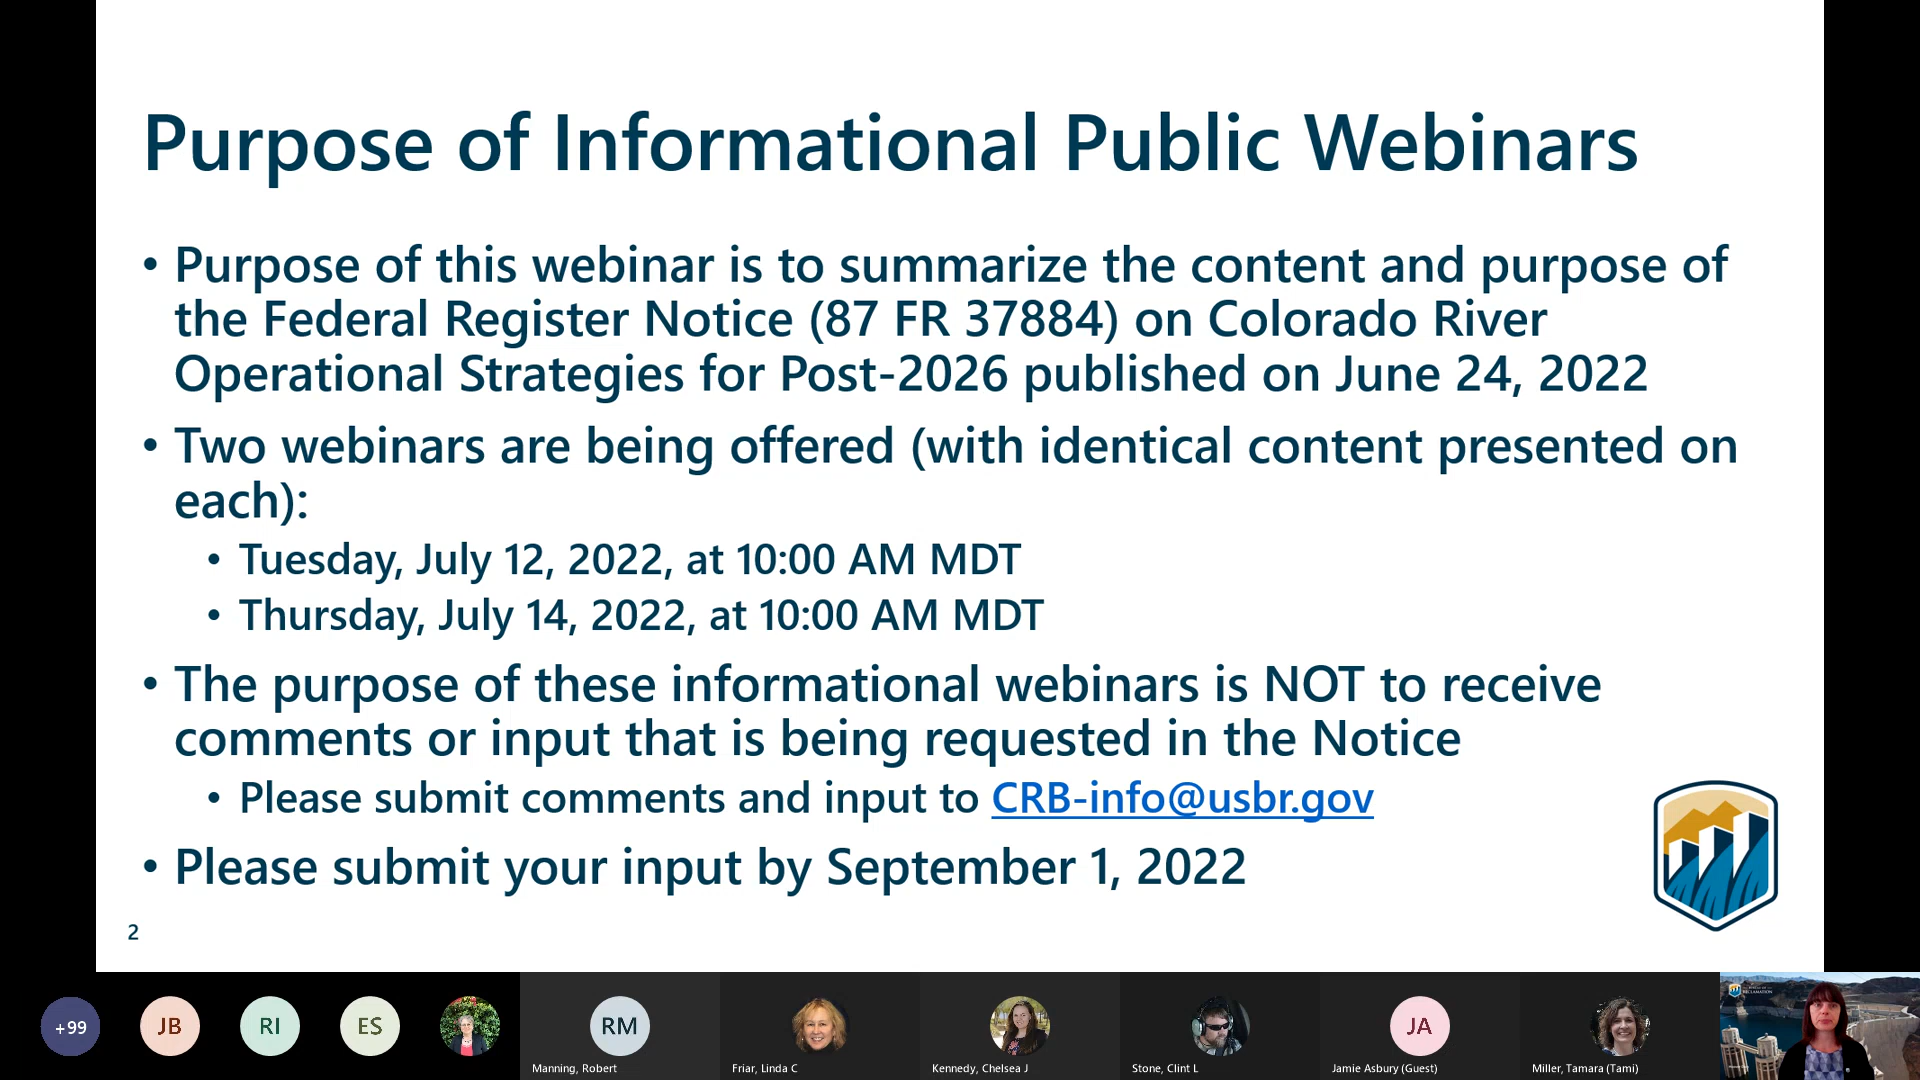 Purpose of Informational Public Webinars
• Purpose of this webinar is to summarize the content and purpose of
the Federal Register Notice (87 FR 37884) on Colorado River
Operational Strategies for Post-2026 published on June 24, 2022
• Two webinars are being offered (with identical content presented on
each):
• Tuesday, July 12, 2022, at 10:00 AM MDT
• Thursday, July 14, 2022, at 10:00 AM MDT
• The purpose of these informational webinars is NOT to receive
comments or input that is being requested in the Notice
• Please submit comments and input to CRB-info@usbr.gov
• Please submit your input by September 1, 2022
2
+99
JB
RI
ES
RM
JA
Manning, Robert
Friar, Linda C
Kennedy, Chelsea J
Stone, Clint L
Jamie Asbury (Guest)
Miller, Tamara (Tami)
RECLAMATION